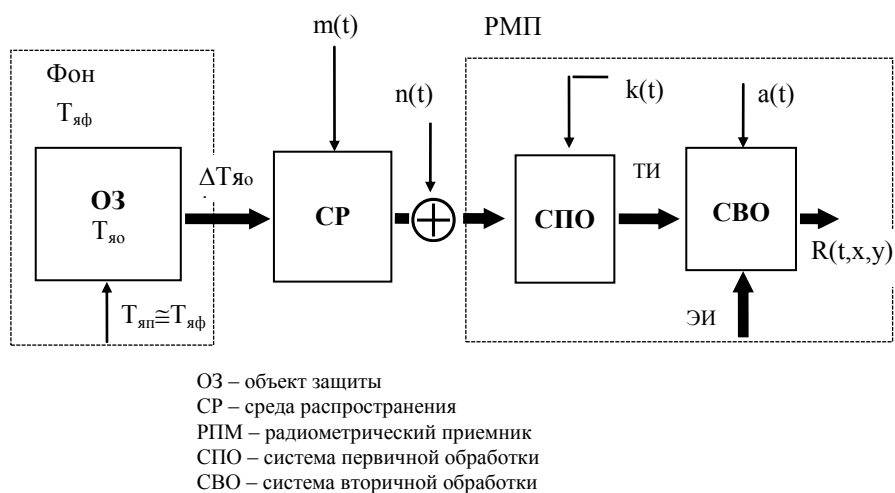 m(t)
РМП
Фон
Tяф
n(t)
k(t)
a(t)
ΔTяо
ТИ
ОЗ
Tяо
СР
СПО
СВО
R(t,x,y)
Tяп≅Tяф
ЭИ
ОЗ – объект защиты
СР – среда распространения
РПМ – радиометрический приемник
СПО – система первичной обработки
СВО – система вторичной обработки